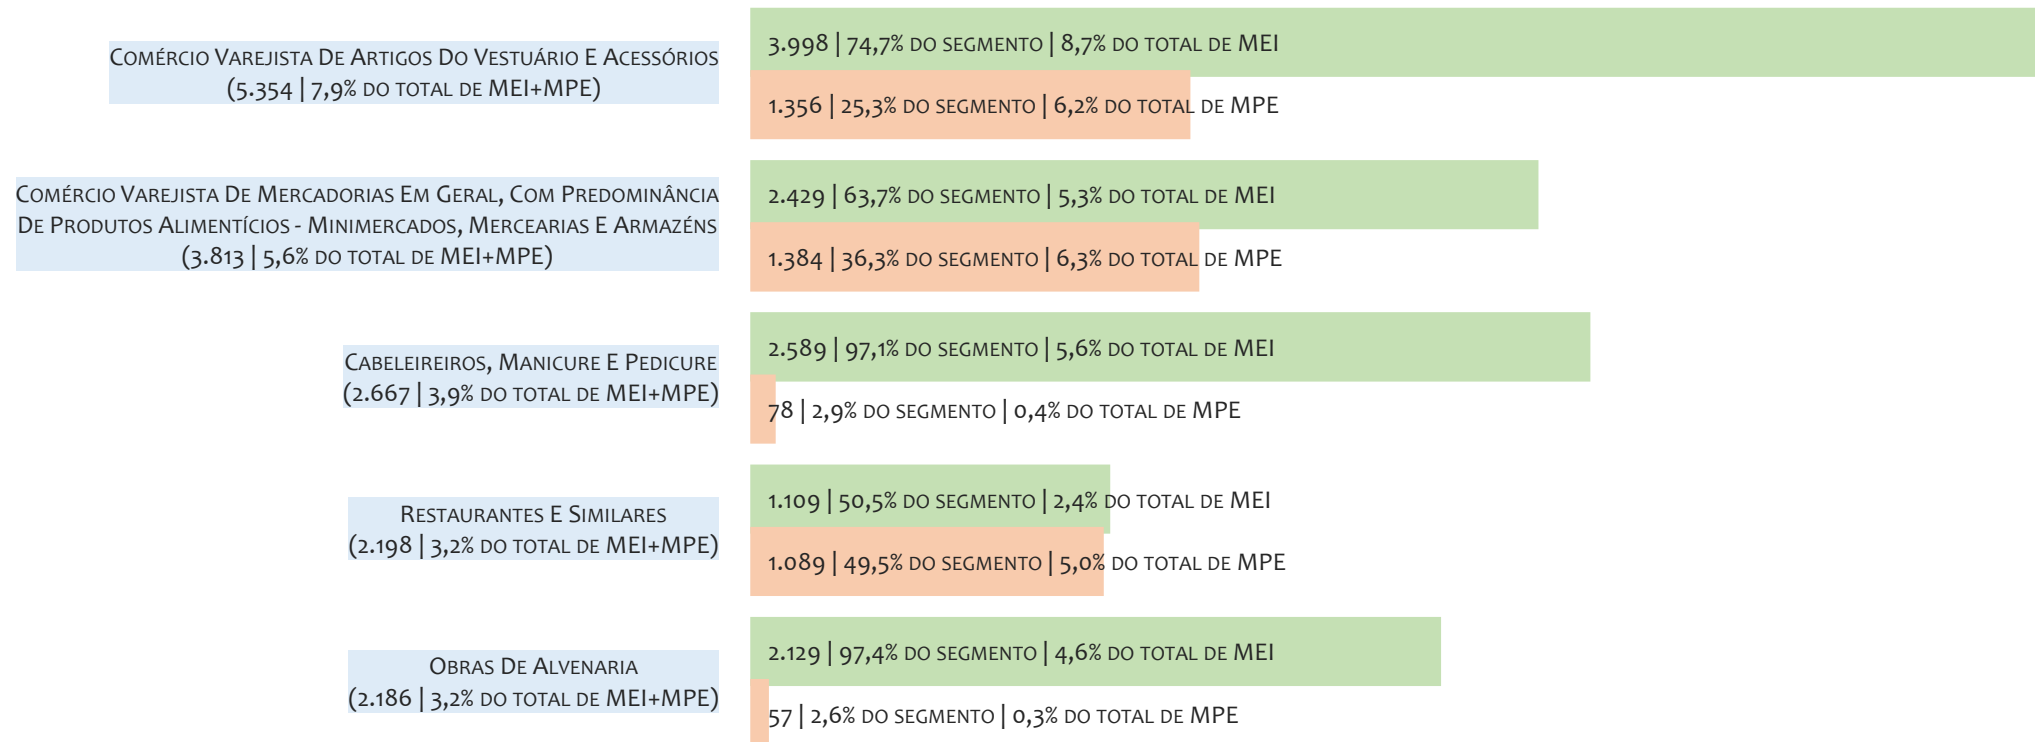 Comércio Varejista De Artigos Do Vestuário E Acessórios
(5.354 | 7,9% do total de MEI+MPE)
3.998 | 74,7% do segmento | 8,7% do total de MEI
1.356 | 25,3% do segmento | 6,2% do total de MPE
Comércio Varejista De Mercadorias Em Geral, Com Predominância
De Produtos Alimentícios - Minimercados, Mercearias E Armazéns
(3.813 | 5,6% do total de MEI+MPE)
2.429 | 63,7% do segmento | 5,3% do total de MEI
1.384 | 36,3% do segmento | 6,3% do total de MPE
Cabeleireiros, Manicure E Pedicure
(2.667 | 3,9% do total de MEI+MPE)
2.589 | 97,1% do segmento | 5,6% do total de MEI
78 | 2,9% do segmento | 0,4% do total de MPE
Restaurantes E Similares
(2.198 | 3,2% do total de MEI+MPE)
1.109 | 50,5% do segmento | 2,4% do total de MEI
1.089 | 49,5% do segmento | 5,0% do total de MPE
Obras De Alvenaria
(2.186 | 3,2% do total de MEI+MPE)
2.129 | 97,4% do segmento | 4,6% do total de MEI
57 | 2,6% do segmento | 0,3% do total de MPE